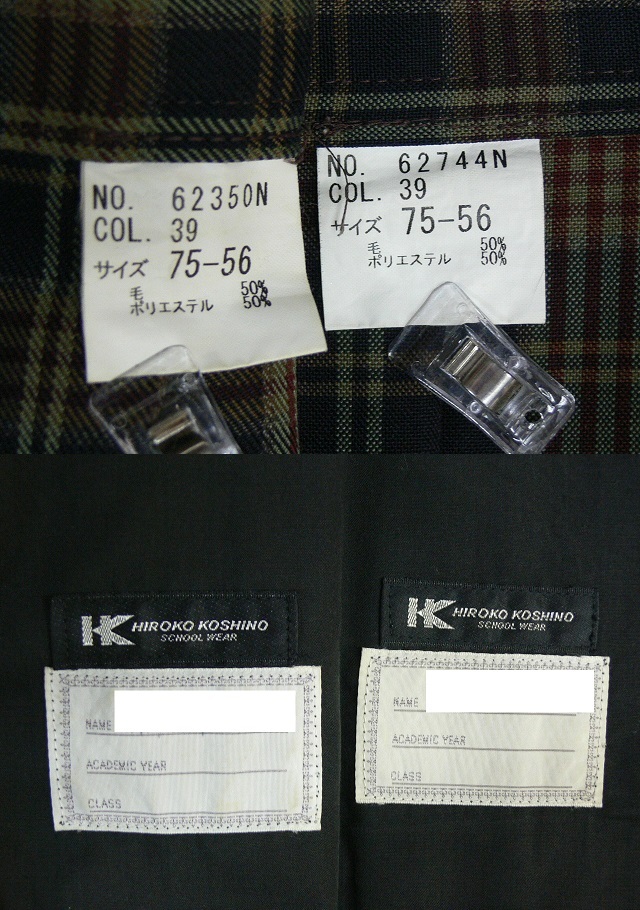 NO. 62350N
COL. 39
サイズ 75-56
毛 50%
ポリエステル 50%
NO. 62744N
COL. 39
サイズ 75-56
毛 50%
ポリエステル 50%
HK HIROKO KOSHINO
SCHOOL WEAR
NAME
ACADEMIC YEAR
CLASS
HK HIROKO KOSHINO
SCHOOL WEAR
NAME
ACADEMIC YEAR
CLASS